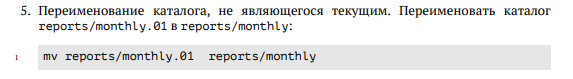 5. Переименование каталога, не являющегося текущим. Переименовать каталог
reports/monthly.01 в reports/monthly:
1 mv reports/monthly.01  reports/monthly